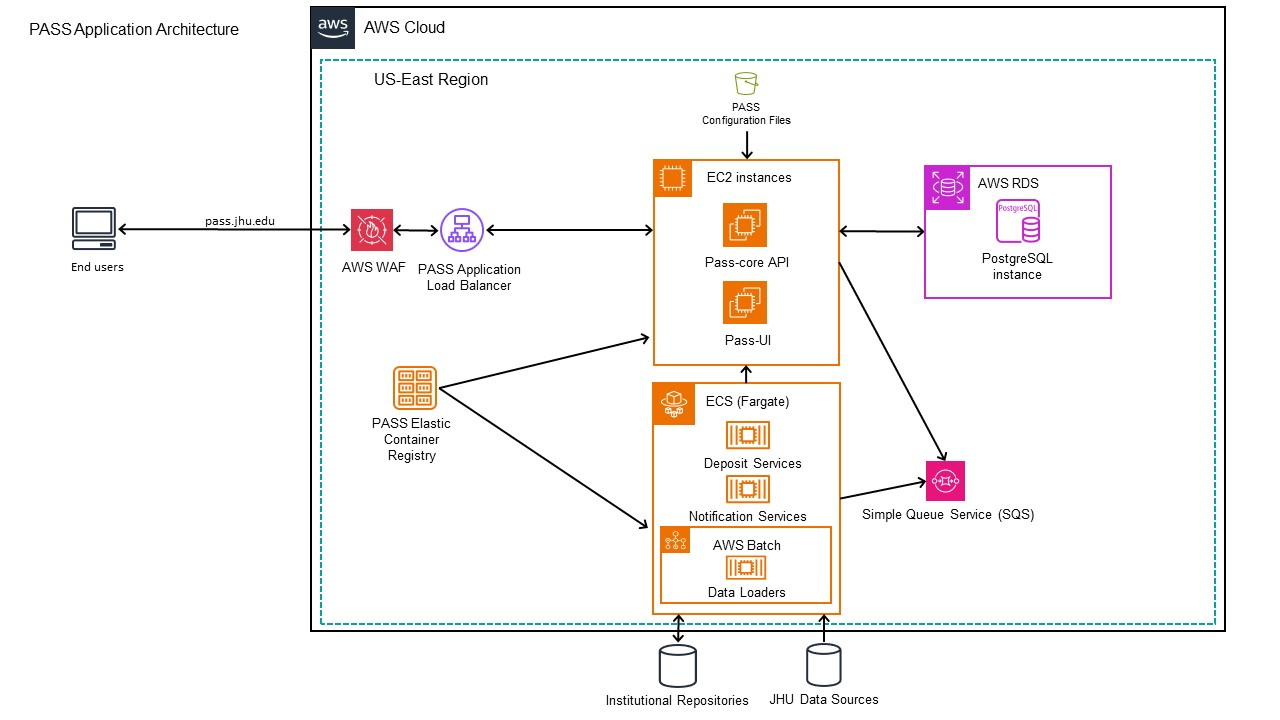 PASS Application Architecture
aws
AWS Cloud
US-East Region
PASS
Configuration Files
EC2 instances
Pass-core API
Pass-UI
AWS RDS
PostgreSQL
PostgreSQL
instance
pass.jhu.edu
End users
AWS WAF
PASS Application
Load Balancer
PASS Elastic
Container
Registry
ECS (Fargate)
Deposit Services
Notification Services
AWS Batch
Data Loaders
Simple Queue Service (SQS)
Institutional Repositories
JHU Data Sources